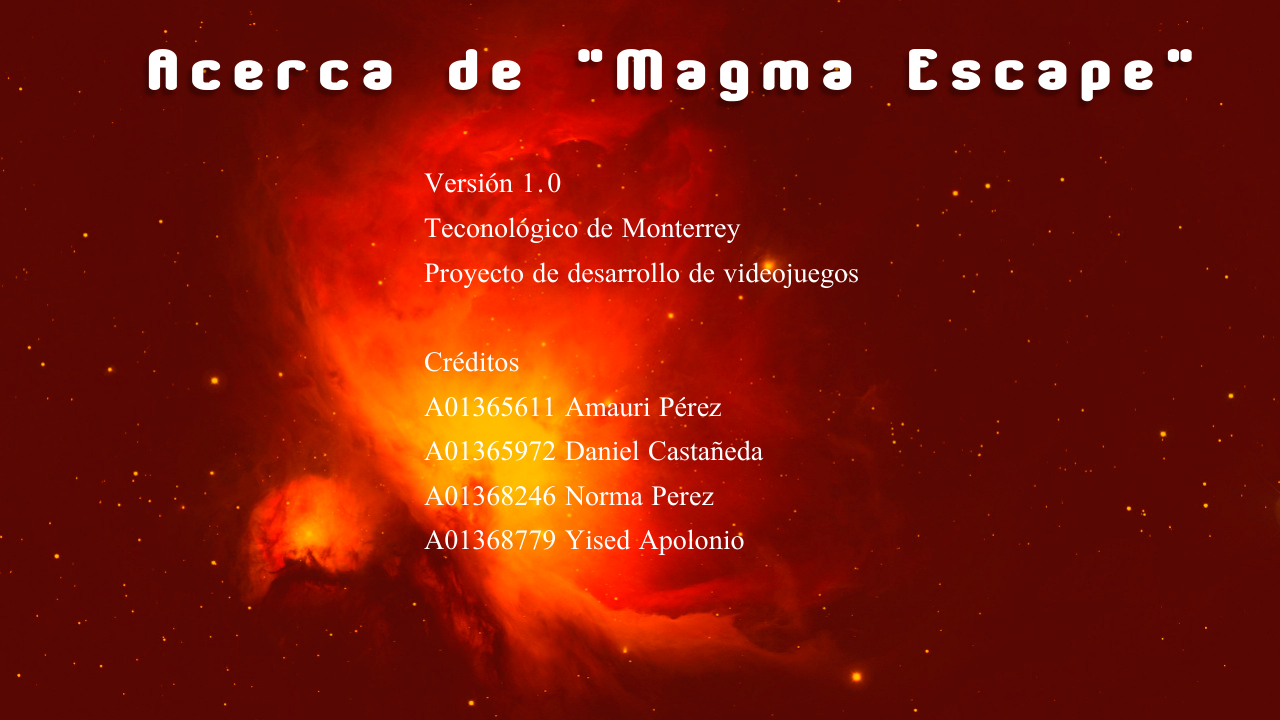 Acerca de "Magma Escape"
Versión 1.0
Teconológico de Monterrey
Proyecto de desarrollo de videojuegos
Créditos
A01365611 Amauri Pérez
A01365972 Daniel Castañeda
A01368246 Norma Perez
A01368779 Yised Apolonio